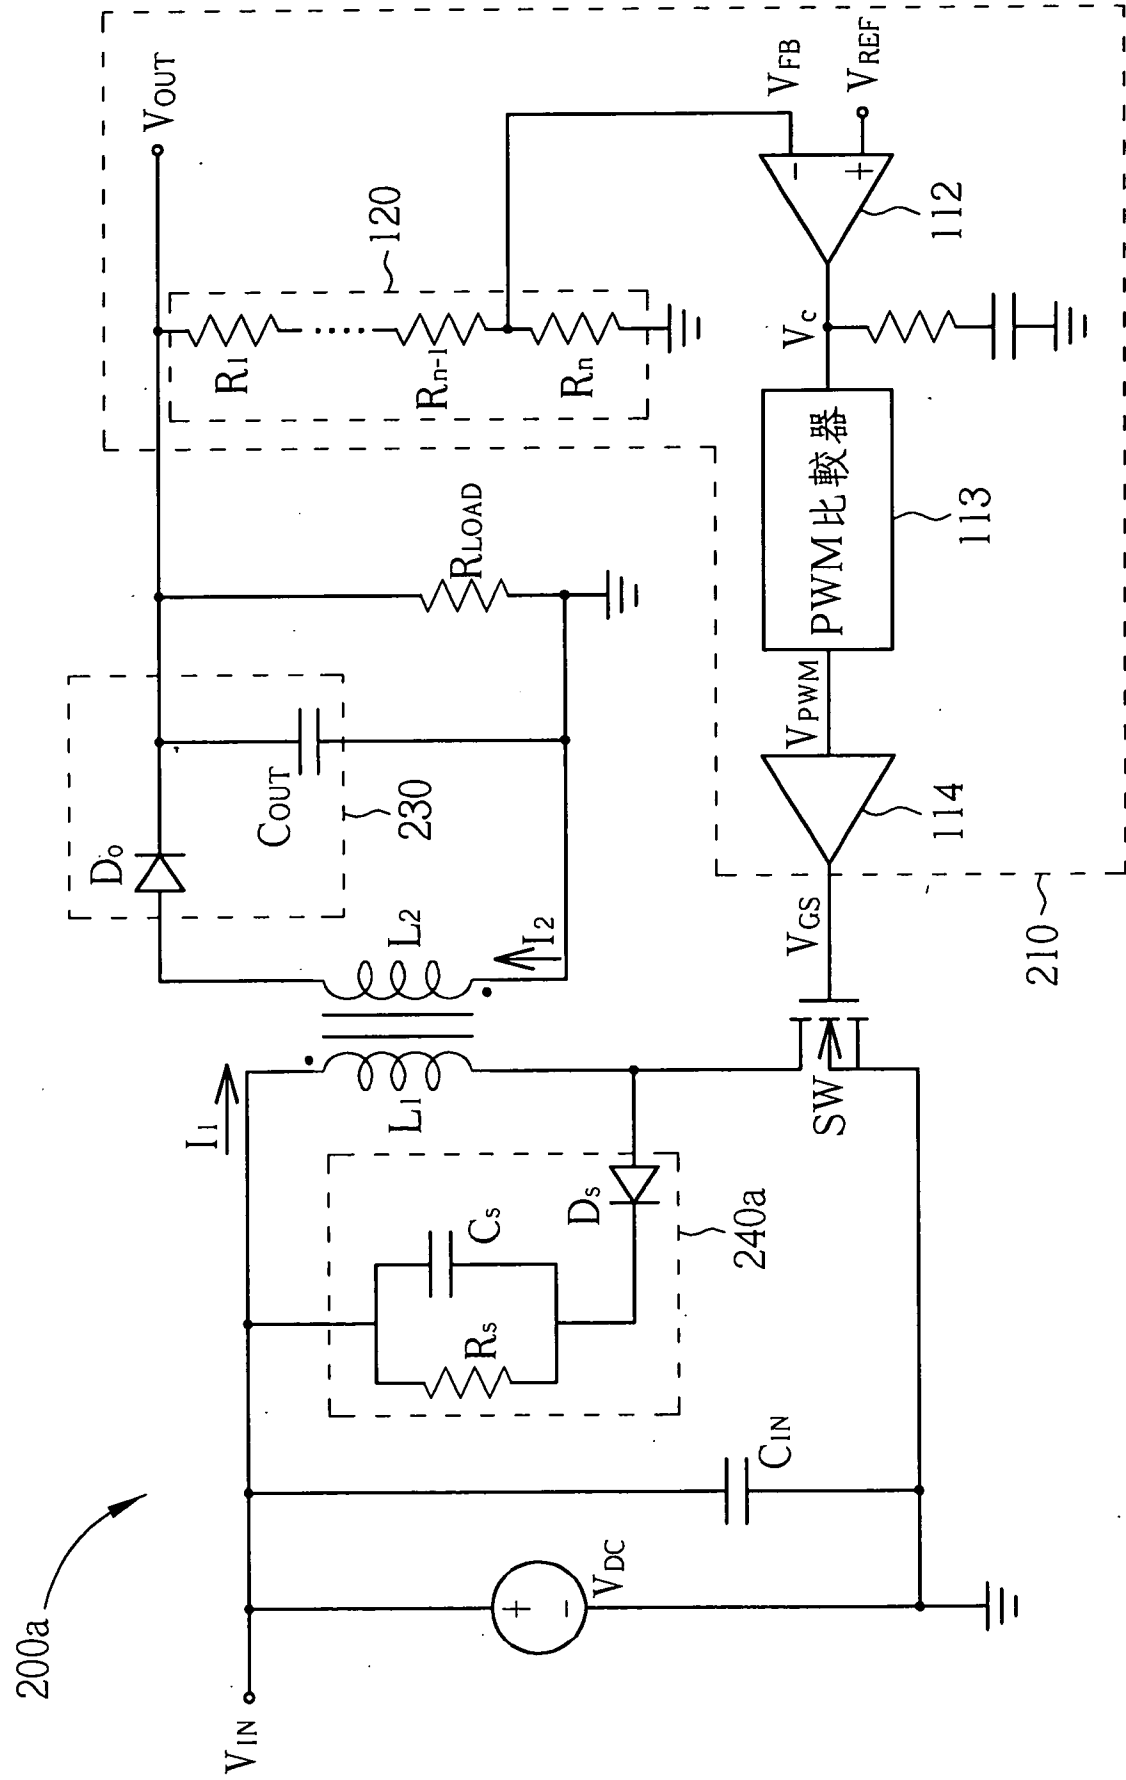 200a
VIN
VDC
+
-
CIN
I1
Rs
Cs
Ds
240a
L1
L2
I2
SW
VGS
Do
COUT
230
RLOAD
VOUT
R1
Rn-1
Rn
120
VFB
VREF
-
+
112
Vc
PWM比較器
113
VPWM
114
210